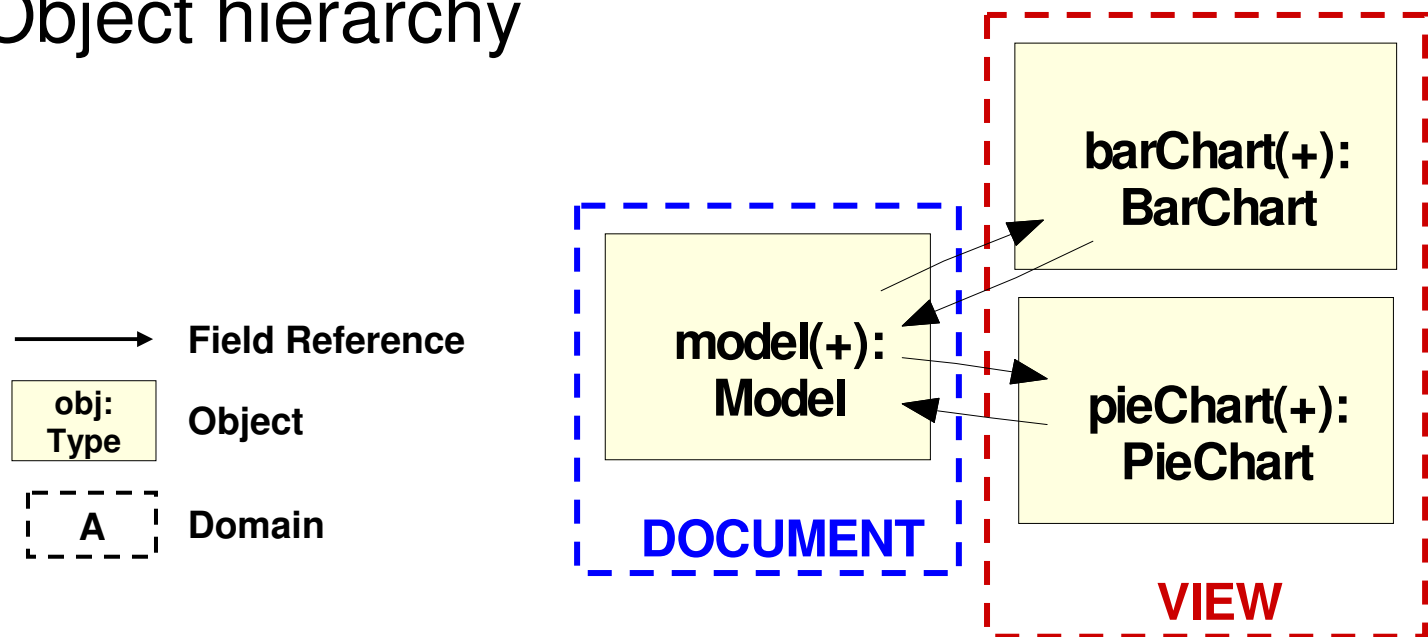 Object hierarchy
barChart(+):
BarChart
model(+):
Model
pieChart(+):
PieChart
DOCUMENT
VIEW
Field Reference
obj:
Type
Object
A
Domain